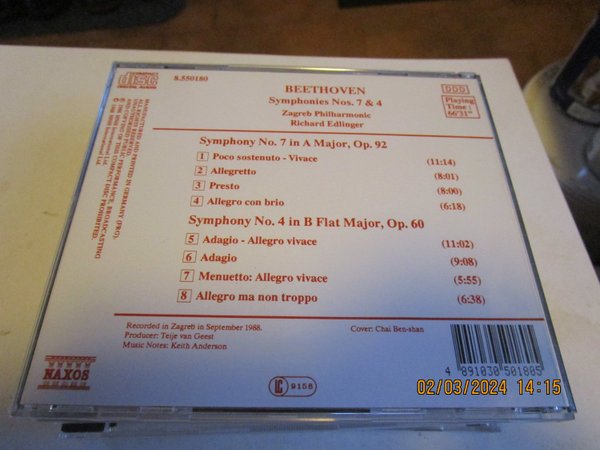 COMPACT
disc
DIGITAL AUDIO
8.550180
BEETHOVEN
Symphonies Nos. 7 & 4
Zagreb Philharmonic
Richard Edlinger
DDD
Playing
Time :
66'31"
Symphony No. 7 in A Major, Op. 92
1 Poco sostenuto - Vivace (11:14)
2 Allegretto (8:01)
3 Presto (8:00)
4 Allegro con brio (6:18)
Symphony No. 4 in B Flat Major, Op. 60
5 Adagio - Allegro vivace (11:02)
6 Adagio (9:08)
7 Menuetto: Allegro vivace (5:55)
8 Allegro ma non troppo (6:38)
Recorded in Zagreb in September 1988.
Producer: Teije van Geest
Music Notes: Keith Anderson
Cover: Chai Ben-shan
NAXOS
LC 9158
4 891030 501805
02/03/2024 14:15